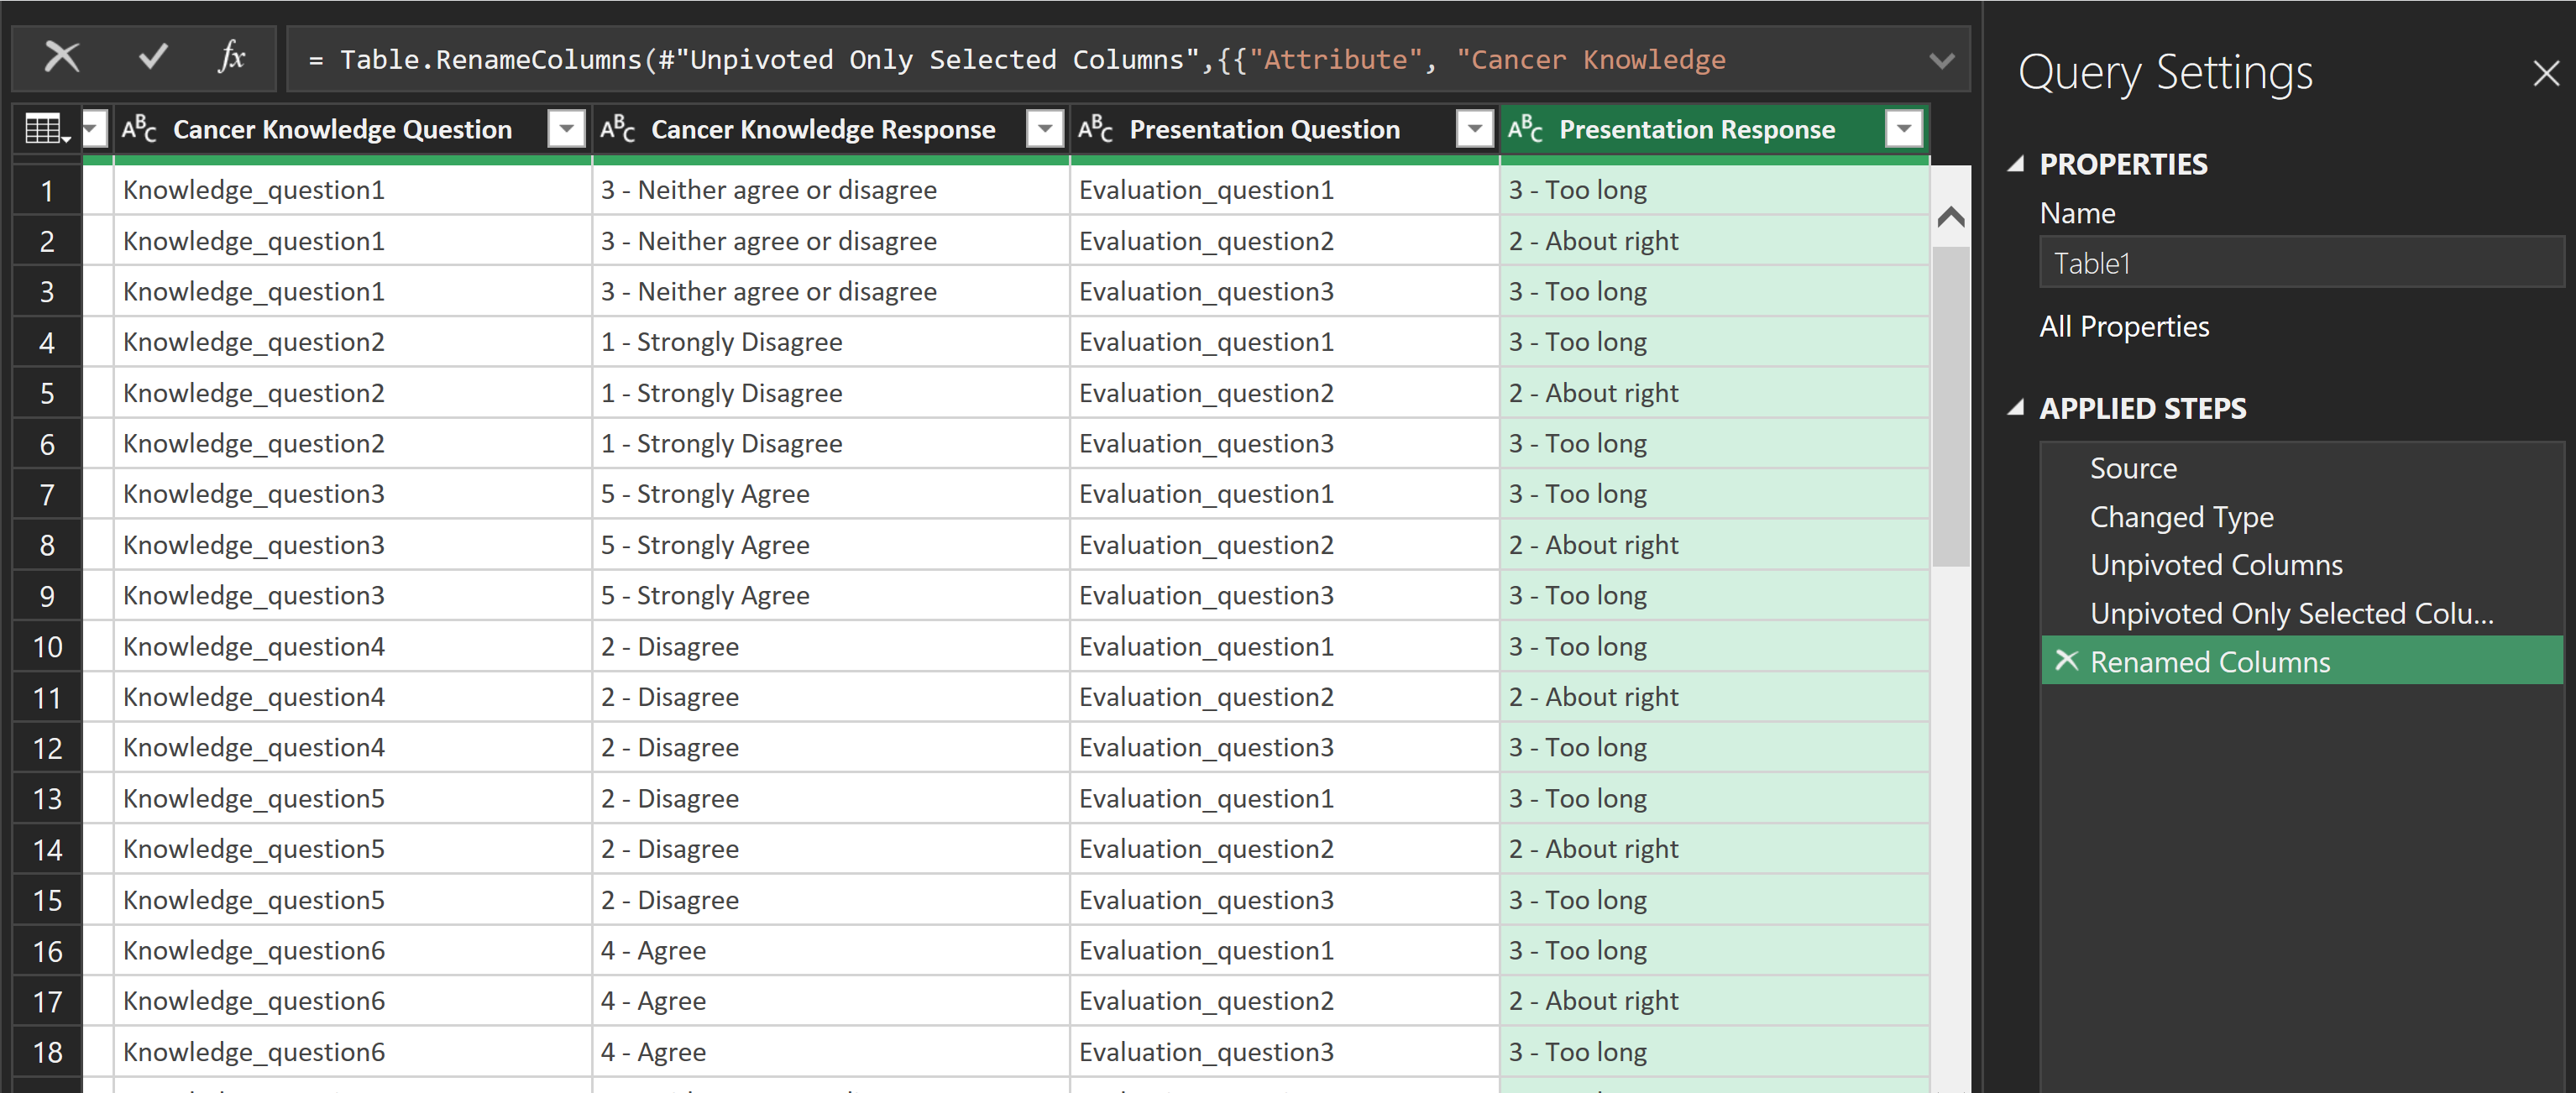 fx = Table.RenameColumns(#"Unpivoted Only Selected Columns",{{"Attribute", "Cancer Knowledge
ABC Cancer Knowledge Question ABC Cancer Knowledge Response ABC Presentation Question ABC Presentation Response
1 Knowledge_question1 3 - Neither agree or disagree Evaluation_question1 3 - Too long
2 Knowledge_question1 3 - Neither agree or disagree Evaluation_question2 2 - About right
3 Knowledge_question1 3 - Neither agree or disagree Evaluation_question3 3 - Too long
4 Knowledge_question2 1 - Strongly Disagree Evaluation_question1 3 - Too long
5 Knowledge_question2 1 - Strongly Disagree Evaluation_question2 2 - About right
6 Knowledge_question2 1 - Strongly Disagree Evaluation_question3 3 - Too long
7 Knowledge_question3 5 - Strongly Agree Evaluation_question1 3 - Too long
8 Knowledge_question3 5 - Strongly Agree Evaluation_question2 2 - About right
9 Knowledge_question3 5 - Strongly Agree Evaluation_question3 3 - Too long
10 Knowledge_question4 2 - Disagree Evaluation_question1 3 - Too long
11 Knowledge_question4 2 - Disagree Evaluation_question2 2 - About right
12 Knowledge_question4 2 - Disagree Evaluation_question3 3 - Too long
13 Knowledge_question5 2 - Disagree Evaluation_question1 3 - Too long
14 Knowledge_question5 2 - Disagree Evaluation_question2 2 - About right
15 Knowledge_question5 2 - Disagree Evaluation_question3 3 - Too long
16 Knowledge_question6 4 - Agree Evaluation_question1 3 - Too long
17 Knowledge_question6 4 - Agree Evaluation_question2 2 - About right
18 Knowledge_question6 4 - Agree Evaluation_question3 3 - Too long
Query Settings
PROPERTIES
Name
Table1
All Properties
APPLIED STEPS
Source
Changed Type
Unpivoted Columns
Unpivoted Only Selected Colu...
Renamed Columns